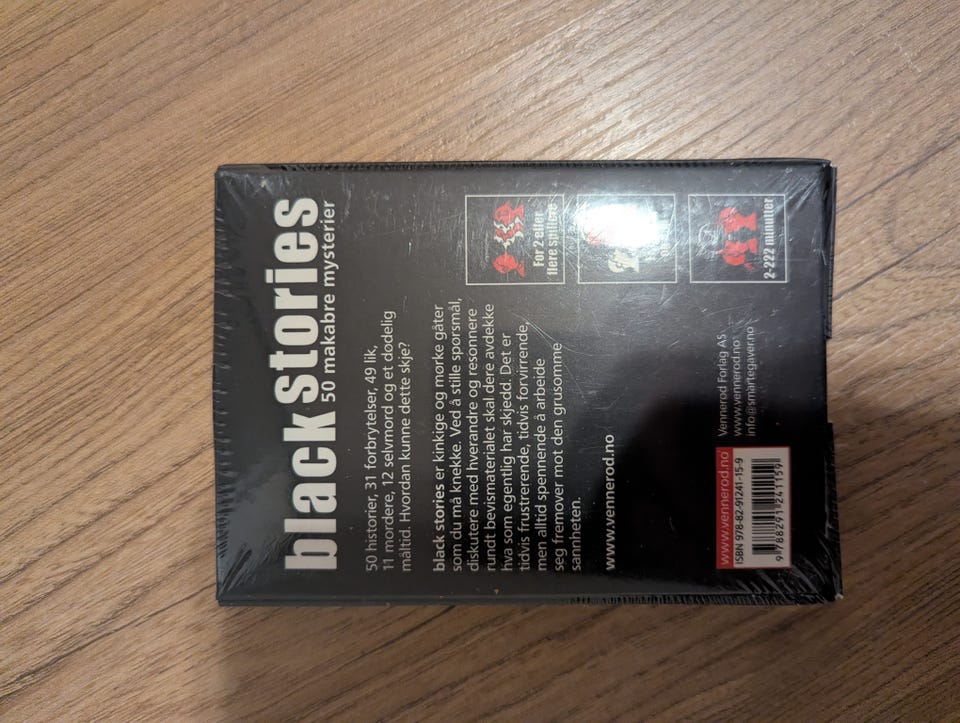 black stories
50 makabre mysterier
50 historier, 31 forbrytelser, 49 lik,
11 mordere, 12 selvmord og et dødelig
måltid. Hvordan kunne dette skje?
black stories er kinkige og mørke gåter
som du må knekke. Ved å stille spørsmål,
diskutere med hverandre og resonnere
rundt bevismaterialet skal dere avdekke
hva som egentlig har skjedd. Det er
tidvis frustrerende, tidvis forvirrende,
men alltid spennende å arbeide
seg fremover mot den grusomme
sannheten.
www.vennerod.no
For 2 eller
flere spillere
2-222 minutter
www.vennerod.no
ISBN 978-82-91241-15-9
9 788291 241159
Vennerod Forlag AS
www.vennerod.no
info@smartegaver.no